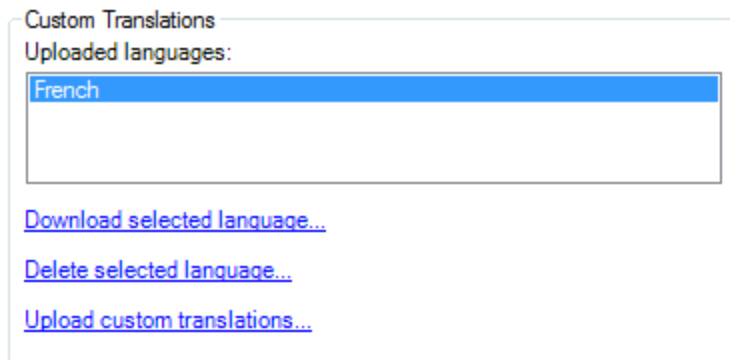 Custom Translations
Uploaded languages:
French
Download selected language...
Delete selected language...
Upload custom translations...